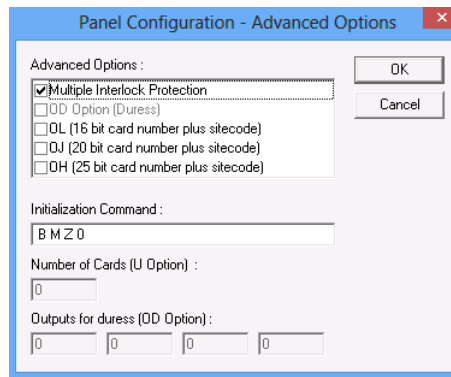 Panel Configuration - Advanced Options
×
Advanced Options :
OK
Multiple Interlock Protection
OD Option (Duress)
Cancel
OL (16 bit card number plus sitecode)
OJ (20 bit card number plus sitecode)
OH (25 bit card number plus sitecode)
Initialization Command :
B M Z 0
Number of Cards (U Option) :
0
Outputs for duress (OD Option) :
0 0 0 0